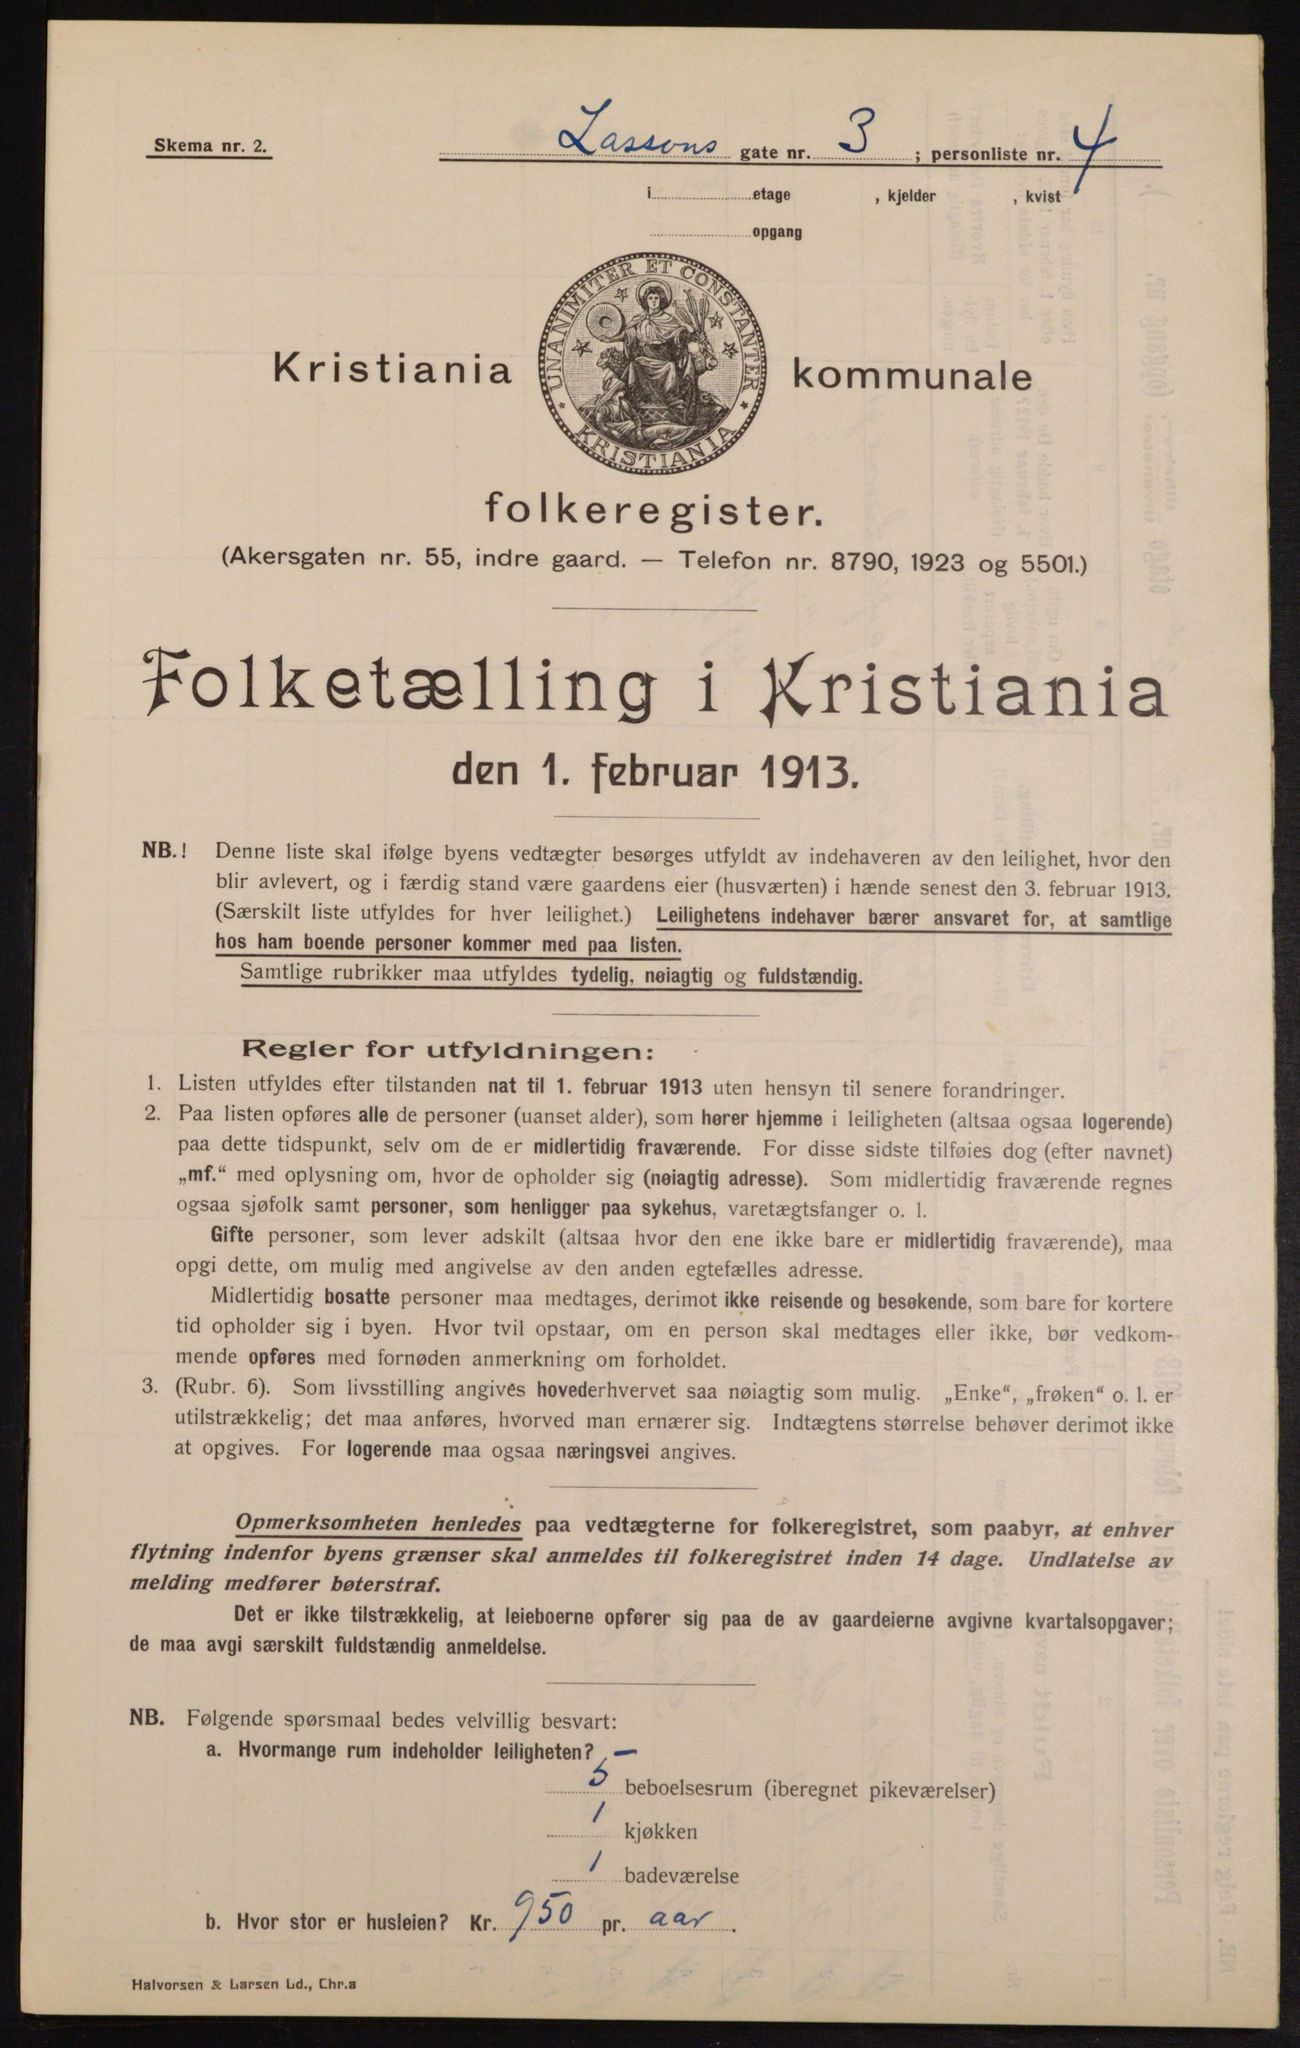 Skema nr. 2.
Lassons gate nr. 3 ; personliste nr. 4
i etage , kjelder , kvist
opgang
UNANIMITER ET CONSTANTER
KRISTIANIA
Kristiania kommunale
folkeregister.
(Akersgaten nr. 55, indre gaard. — Telefon nr. 8790, 1923 og 5501.)
Folketælling i Kristiania
den 1. februar 1913.
NB.! Denne liste skal ifølge byens vedtægter besørges utfyldt av indehaveren av den leilighet, hvor den
blir avlevert, og i færdig stand være gaardens eier (husværten) i hænde senest den 3. februar 1913.
(Særskilt liste utfyldes for hver leilighet.) Leilighetens indehaver bærer ansvaret for, at samtlige
hos ham boende personer kommer med paa listen.
Samtlige rubrikker maa utfyldes tydelig, nøiagtig og fuldstændig.
Regler for utfyldningen:
1. Listen utfyldes efter tilstanden nat til 1. februar 1913 uten hensyn til senere forandringer.
2. Paa listen opføres alle de personer (uanset alder), som hører hjemme i leiligheten (altsaa ogsaa logerende)
paa dette tidspunkt, selv om de er midlertidig fraværende. For disse sidste tilføies dog (efter navnet)
„mf.“ med oplysning om, hvor de opholder sig (nøiagtig adresse). Som midlertidig fraværende regnes
ogsaa sjøfolk samt personer, som henligger paa sykehus, varetægtsfanger o. l.
Gifte personer, som lever adskilt (altsaa hvor den ene ikke bare er midlertidig fraværende), maa
opgi dette, om mulig med angivelse av den anden egtefælles adresse.
Midlertidig bosatte personer maa medtages, derimot ikke reisende og besøkende, som bare for kortere
tid opholder sig i byen. Hvor tvil opstaar, om en person skal medtages eller ikke, bør vedkom-
mende opføres med fornøden anmerkning om forholdet.
3. (Rubr. 6). Som livsstilling angives hovederhvervet saa nøiagtig som mulig. „Enke“, „frøken“ o. l. er
utilstrækkelig; det maa anføres, hvorved man ernærer sig. Indtægtens størrelse behøver derimot ikke
at opgives. For logerende maa ogsaa næringsvei angives.
Opmerksomheten henledes paa vedtægterne for folkeregistret, som paabyr, at enhver
flytning indenfor byens grænser skal anmeldes til folkeregistret inden 14 dage. Undlatelse av
melding medfører bøterstraf.
Det er ikke tilstrækkelig, at leieboerne opfører sig paa de av gaardeierne avgivne kvartalsopgaver;
de maa avgi særskilt fuldstændig anmeldelse.
NB. Følgende spørsmaal bedes velvillig besvart:
a. Hvormange rum indeholder leiligheten?
5 beboelsesrum (iberegnet pikeværelser)
1 kjøkken
1 badeværelse
b. Hvor stor er husleien? Kr. 950 pr. aar.
Halvorsen & Larsen Ld., Chr.a